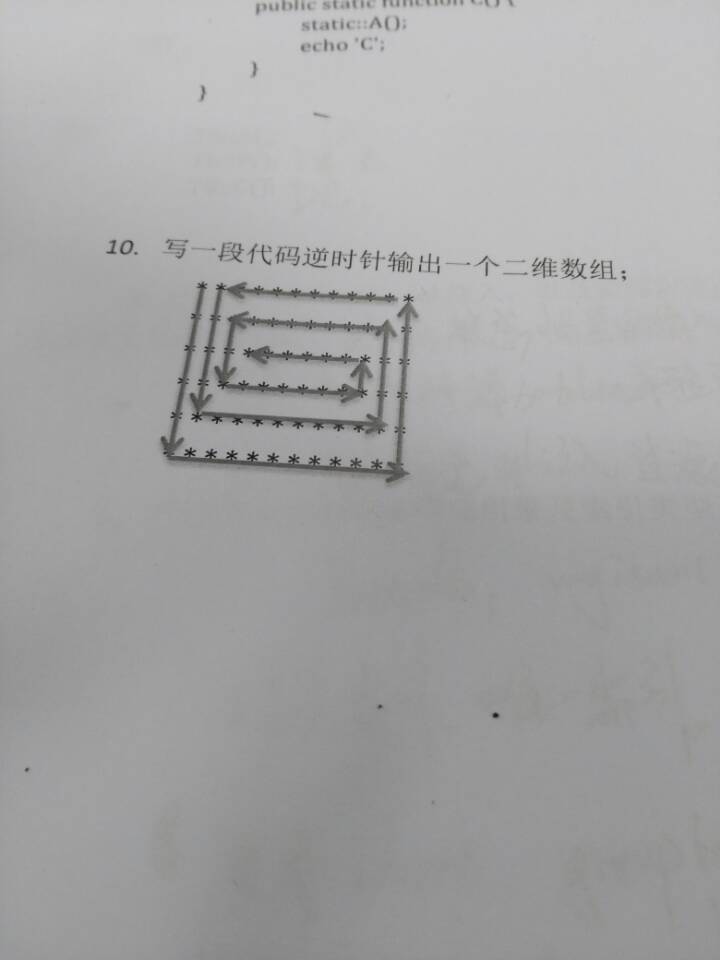 public static function C() {
static::A();
echo 'C';
}
}
10. 写一段代码逆时针输出一个二维数组;